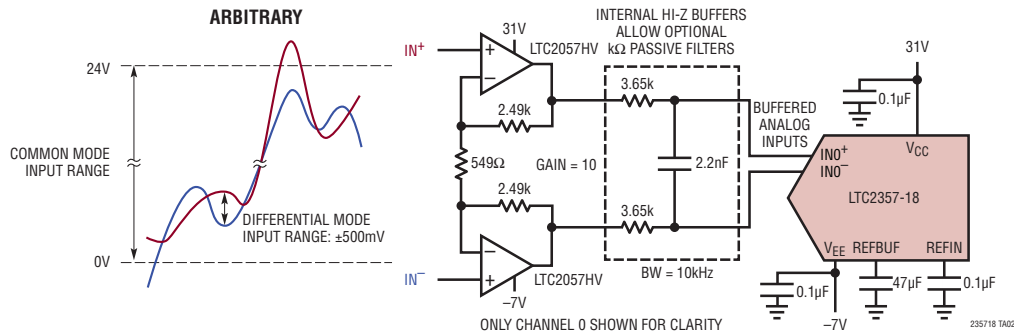 ARBITRARY
24V
COMMON MODE
INPUT RANGE
DIFFERENTIAL MODE
INPUT RANGE: ±500mV
0V
IN+
31V
LTC2057HV
+
–
2.49k
549Ω
GAIN = 10
2.49k
–
+
IN–
LTC2057HV
–7V
INTERNAL HI-Z BUFFERS
ALLOW OPTIONAL
kΩ PASSIVE FILTERS
3.65k
2.2nF
3.65k
BW = 10kHz
BUFFERED
ANALOG
INPUTS
31V
0.1µF
VCC
IN0+
IN0–
LTC2357-18
VEE
REFBUF
REFIN
0.1µF
47µF
0.1µF
–7V
ONLY CHANNEL 0 SHOWN FOR CLARITY
235718 TA02